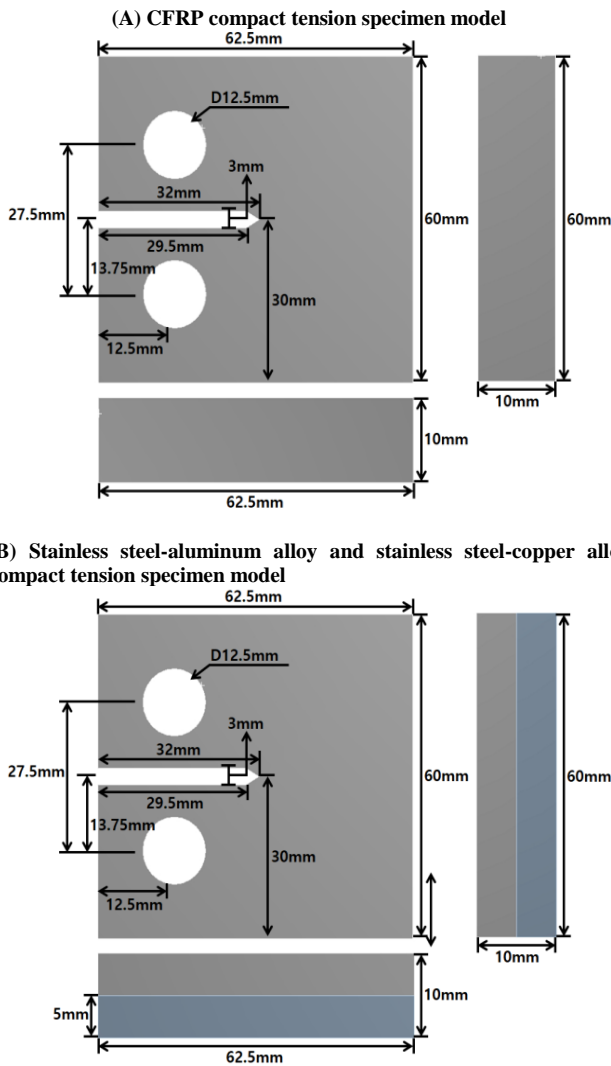 (A) CFRP compact tension specimen model
62.5mm
D12.5mm
3mm
32mm
27.5mm
60mm
60mm
29.5mm
13.75mm
30mm
12.5mm
10mm
10mm
62.5mm
B) Stainless steel-aluminum alloy and stainless steel-copper
compact tension specimen model
62.5mm
D12.5mm
3mm
32mm
27.5mm
60mm
60mm
29.5mm
13.75mm
30mm
12.5mm
10mm
10mm
5mm
62.5mm